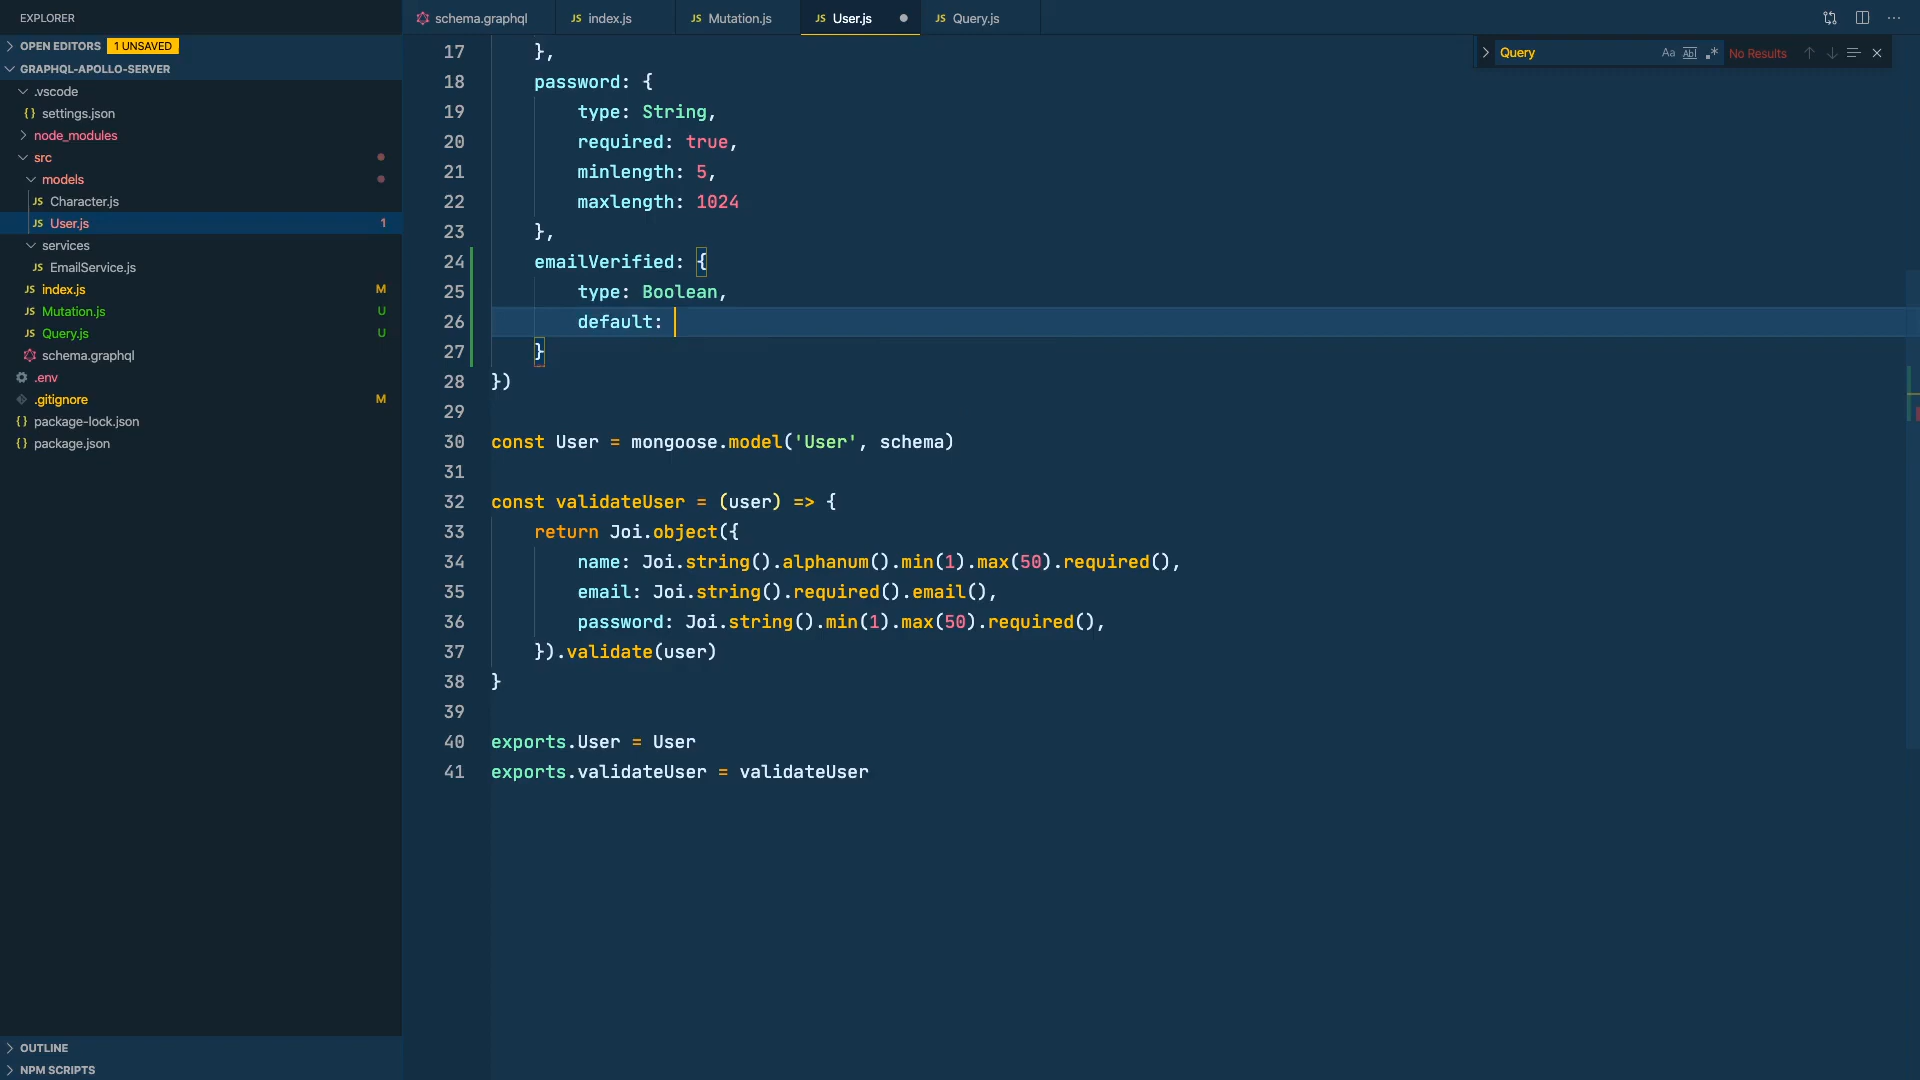 EXPLORER
OPEN EDITORS 1 UNSAVED
GRAPHQL-APOLLO-SERVER
.vscode
{} settings.json
node_modules
src
models
JS Character.js
JS User.js 1
services
JS EmailService.js
JS index.js M
JS Mutation.js U
JS Query.js U
schema.graphql
.env
.gitignore M
{} package-lock.json
{} package.json
OUTLINE
NPM SCRIPTS
schema.graphql
JS index.js
JS Mutation.js
JS User.js
JS Query.js
...
Query Aa Abl .* No Results
17 },
18 password: {
19 type: String,
20 required: true,
21 minlength: 5,
22 maxlength: 1024
23 },
24 emailVerified: {
25 type: Boolean,
26 default:
27 }
28 })
29
30 const User = mongoose.model('User', schema)
31
32 const validateUser = (user) => {
33 return Joi.object({
34 name: Joi.string().alphanum().min(1).max(50).required(),
35 email: Joi.string().required().email(),
36 password: Joi.string().min(1).max(50).required(),
37 }).validate(user)
38 }
39
40 exports.User = User
41 exports.validateUser = validateUser